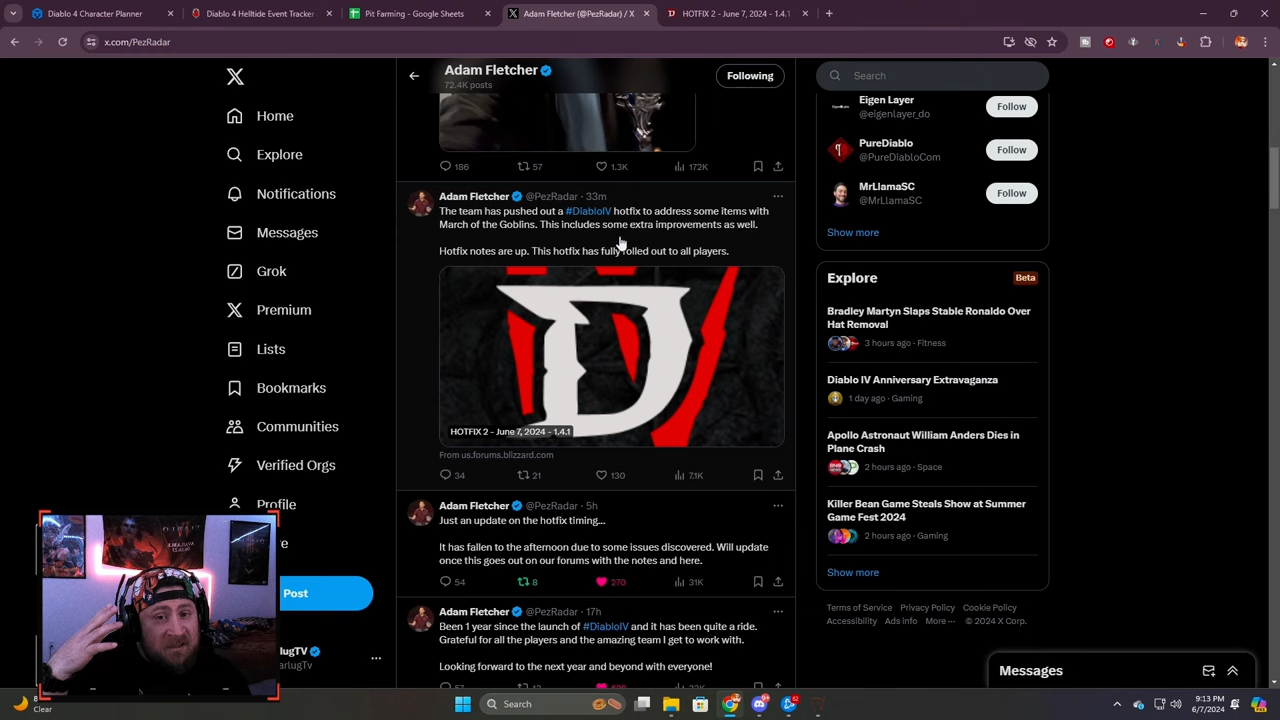 Diablo 4 Character Planner
Diablo 4 Helltide Event Tracker
Pit Farming - Google Sheets
Adam Fletcher (@PezRadar) / X
HOTFIX 2 - June 7, 2024 - 1.4.1
x.com/PezRadar
Home
Explore
Notifications
Messages
Grok
Premium
Lists
Bookmarks
Communities
Verified Orgs
Profile
Post
Adam Fletcher
72.4K posts
Following
186
57
1.3K
172K
Adam Fletcher @PezRadar · 33m
The team has pushed out a #DiabloIV hotfix to address some items with
March of the Goblins. This includes some extra improvements as well.
Hotfix notes are up. This hotfix has fully rolled out to all players.
HOTFIX 2 - June 7, 2024 - 1.4.1
From us.forums.blizzard.com
34
21
130
7.1K
Adam Fletcher @PezRadar · 5h
Just an update on the hotfix timing...
It has fallen to the afternoon due to some issues discovered. Will update
once this goes out on our forums with the notes and here.
54
8
270
31K
Adam Fletcher @PezRadar · 17h
Been 1 year since the launch of #DiabloIV and it has been quite a ride.
Grateful for all the players and the amazing team I get to work with.
Looking forward to the next year and beyond with everyone!
Search
Eigen Layer
@eigenlayer_do
Follow
PureDiablo
@PureDiabloCom
Follow
MrLlamaSC
@MrLlamaSC
Follow
Show more
Explore
Beta
Bradley Martyn Slaps Stable Ronaldo Over
Hat Removal
3 hours ago · Fitness
Diablo IV Anniversary Extravaganza
1 day ago · Gaming
Apollo Astronaut William Anders Dies in
Plane Crash
2 hours ago · Space
Killer Bean Game Steals Show at Summer
Game Fest 2024
2 hours ago · Gaming
Show more
Terms of Service Privacy Policy Cookie Policy
Accessibility Ads info More ··· © 2024 X Corp.
Messages
Clear
Search
9:13 PM
6/7/2024